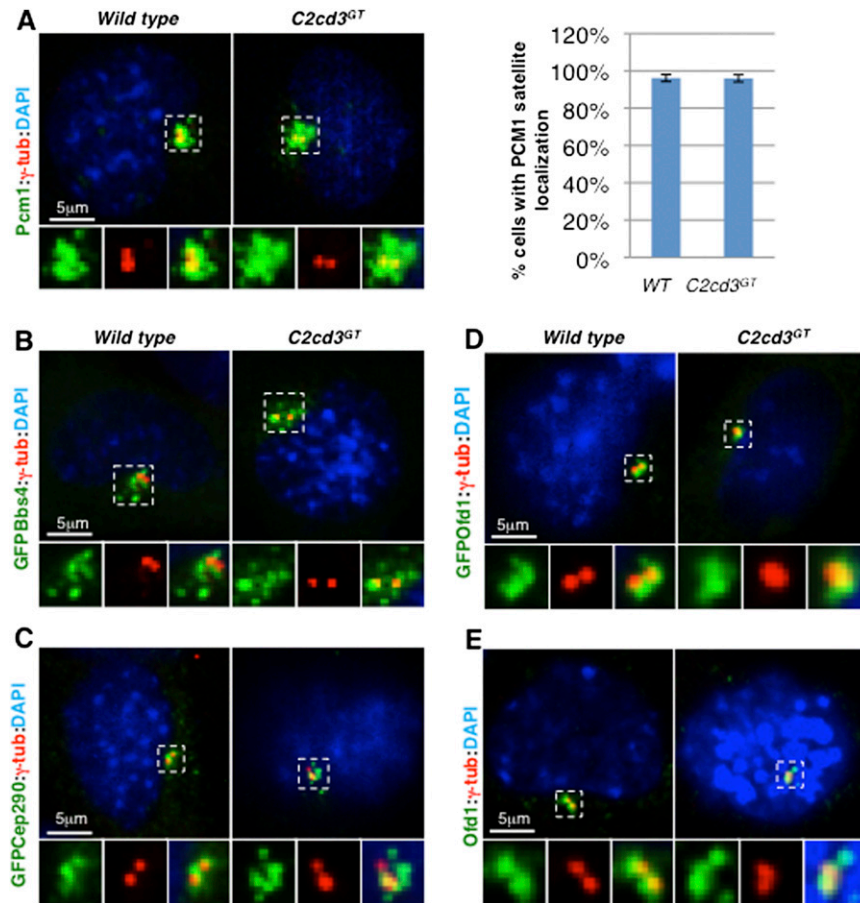 A
Wild type
C2cd3GT
Pcm1:γ-tub:DAPI
5μm
% cells with PCM1 satellite
localization
120%
100%
80%
60%
40%
20%
0%
WT
C2cd3GT
B
Wild type
C2cd3GT
GFPBbs4:γ-tub:DAPI
5μm
D
Wild type
C2cd3GT
GFPOfd1:γ-tub:DAPI
5μm
C
GFPCep290:γ-tub:DAPI
5μm
E
Ofd1:γ-tub:DAPI
5μm